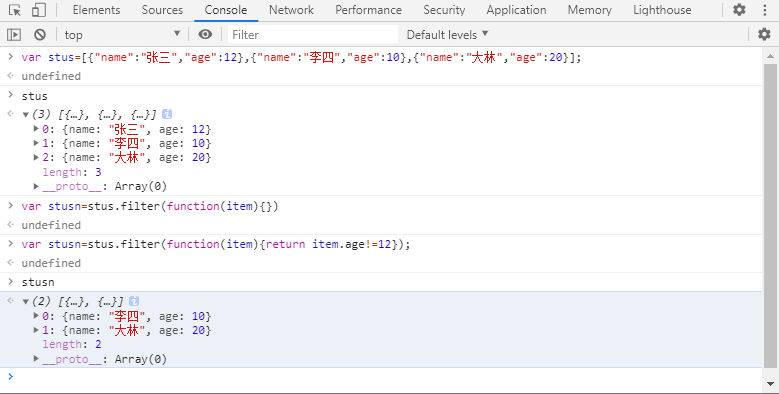 Elements Sources Console Network Performance Security Application Memory Lighthouse
top Filter Default levels
var stus=[{"name":"张三","age":12},{"name":"李四","age":10},{"name":"大林","age":20}];
undefined
stus
(3) [{…}, {…}, {…}] i
0: {name: "张三", age: 12}
1: {name: "李四", age: 10}
2: {name: "大林", age: 20}
length: 3
__proto__: Array(0)
var stusn=stus.filter(function(item){})
undefined
var stusn=stus.filter(function(item){return item.age!=12});
undefined
stusn
(2) [{…}, {…}] i
0: {name: "李四", age: 10}
1: {name: "大林", age: 20}
length: 2
__proto__: Array(0)